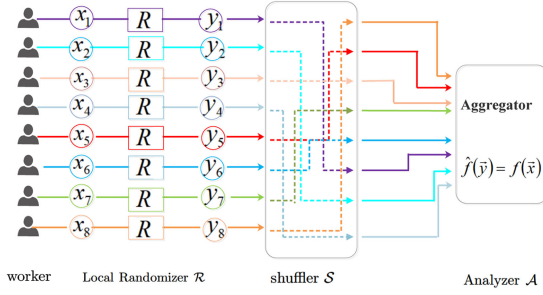 x₁ R y₁
x₂ R y₂
x₃ R y₃
x₄ R y₄
x₅ R y₅
x₆ R y₆
x₇ R y₇
x₈ R y₈
Aggregator
f̂(ȳ) = f(x̄)
worker
Local Randomizer ℛ
shuffler 𝒮
Analyzer 𝒜